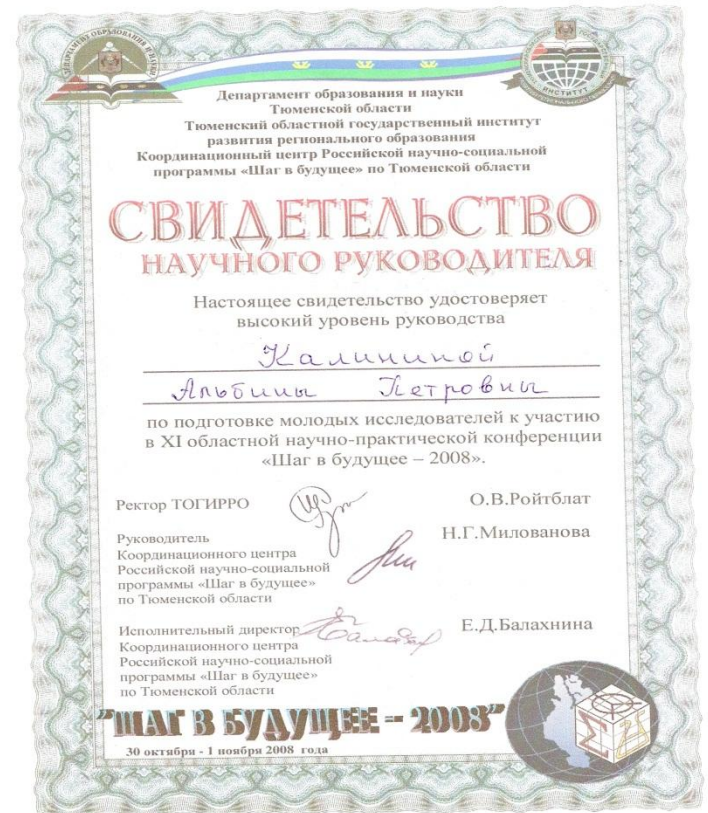 ДЕПАРТАМЕНТ ОБРАЗОВАНИЯ И НАУКИ
ИНСТИТУТ
Департамент образования и науки
Тюменской области
Тюменский областной государственный институт
развития регионального образования
Координационный центр Российской научно-социальной
программы «Шаг в будущее» по Тюменской области
СВИДЕТЕЛЬСТВО
НАУЧНОГО РУКОВОДИТЕЛЯ
Настоящее свидетельство удостоверяет
высокий уровень руководства
Калининой
Альбины Петровны
по подготовке молодых исследователей к участию
в XI областной научно-практической конференции
«Шаг в будущее – 2008».
Ректор ТОГИРРО О.В.Ройтблат
Руководитель Н.Г.Милованова
Координационного центра
Российской научно-социальной
программы «Шаг в будущее»
по Тюменской области
Исполнительный директор Е.Д.Балахнина
Координационного центра
Российской научно-социальной
программы «Шаг в будущее»
по Тюменской области
"ШАГ В БУДУЩЕЕ – 2008"
30 октября - 1 ноября 2008 года